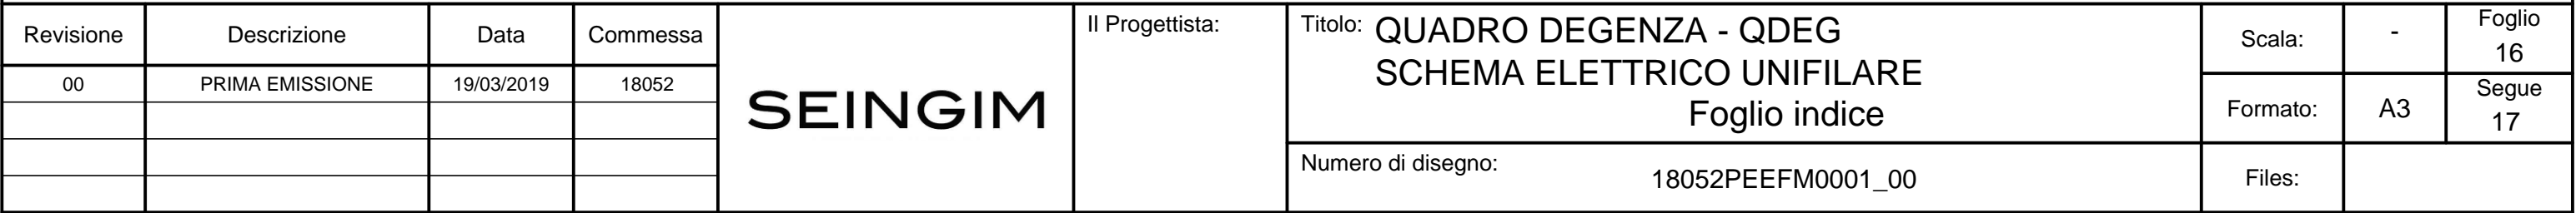 Revisione Descrizione Data Commessa
00 PRIMA EMISSIONE 19/03/2019 18052
SEINGIM
Il Progettista:
Titolo: QUADRO DEGENZA - QDEG
SCHEMA ELETTRICO UNIFILARE
Foglio indice
Numero di disegno:
18052PEEFM0001_00
Scala: -
Foglio
16
Formato: A3
Segue
17
Files: